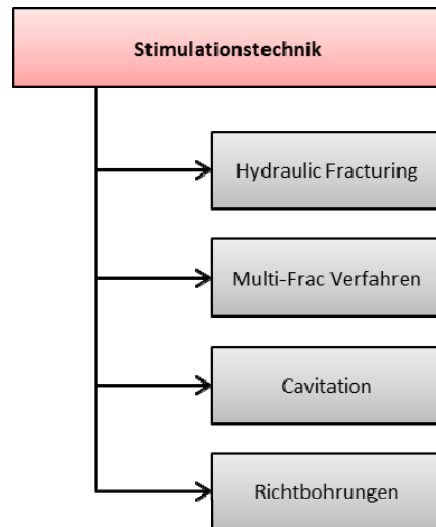 Stimulationstechnik
Hydraulic Fracturing
Multi-Frac Verfahren
Cavitation
Richtbohrungen